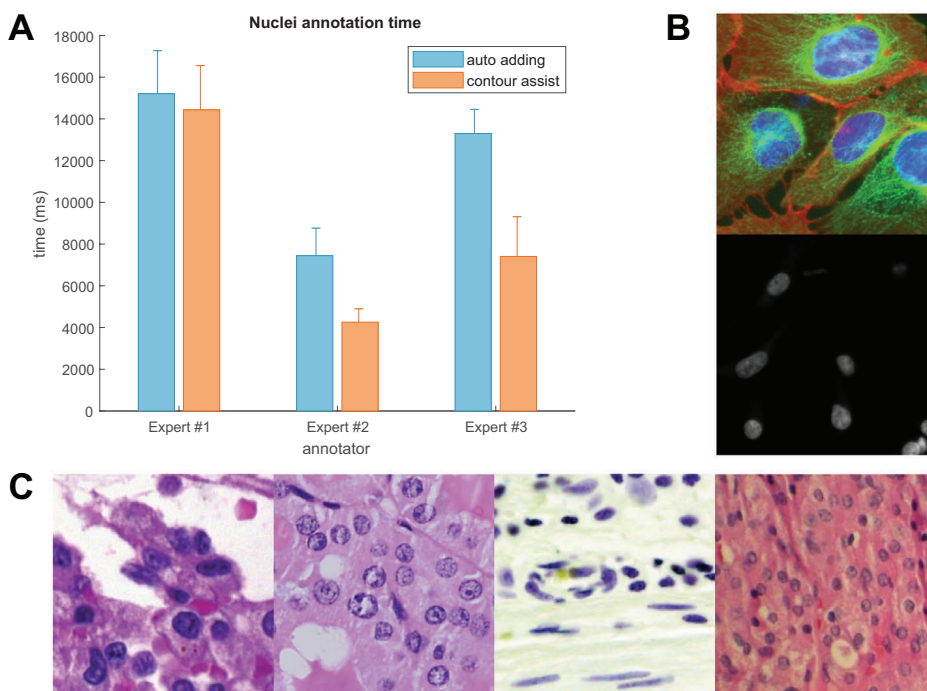 A
Nuclei annotation time
18000
16000
14000
12000
10000
8000
6000
4000
2000
0
time (ms)
auto adding
contour assist
Expert #1
Expert #2
Expert #3
annotator
B
C